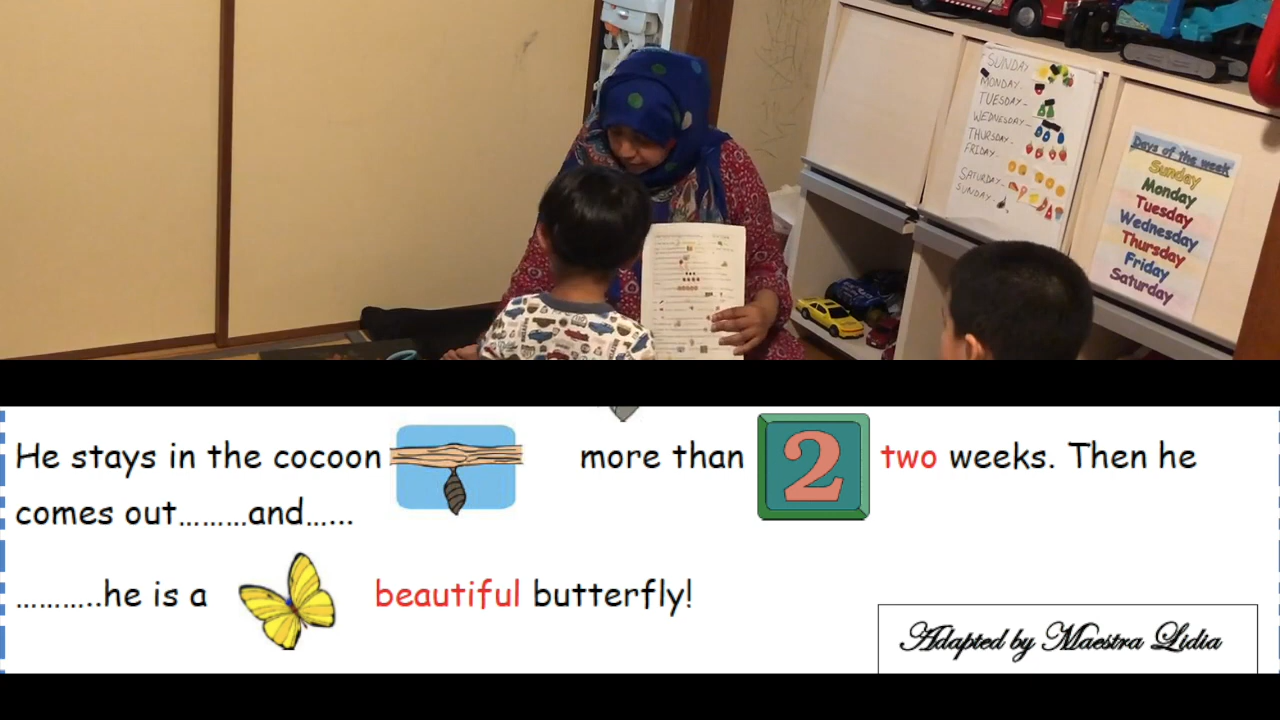 SUNDAY
MONDAY-
TUESDAY-
WEDNESDAY-
THURSDAY-
FRIDAY-
SATURDAY-
SUNDAY-
Days of the week
Sunday
Monday
Tuesday
Wednesday
Thursday
Friday
Saturday
He stays in the cocoon more than 2 two weeks. Then he
comes out………and…...
………..he is a beautiful butterfly!
Adapted by Maestra Lidia